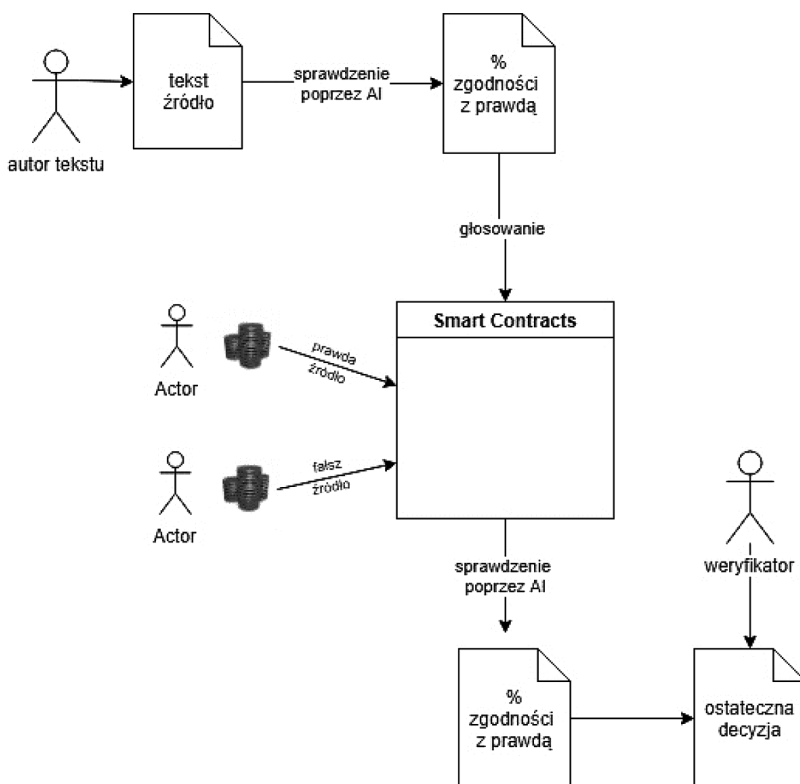 tekst
źródło
sprawdzenie
poprzez AI
%
zgodności
z prawdą
autor tekstu
głosowanie
Smart Contracts
prawda
źródło
Actor
fałsz
źródło
Actor
sprawdzenie
poprzez AI
weryfikator
%
zgodności
z prawdą
ostateczna
decyzja